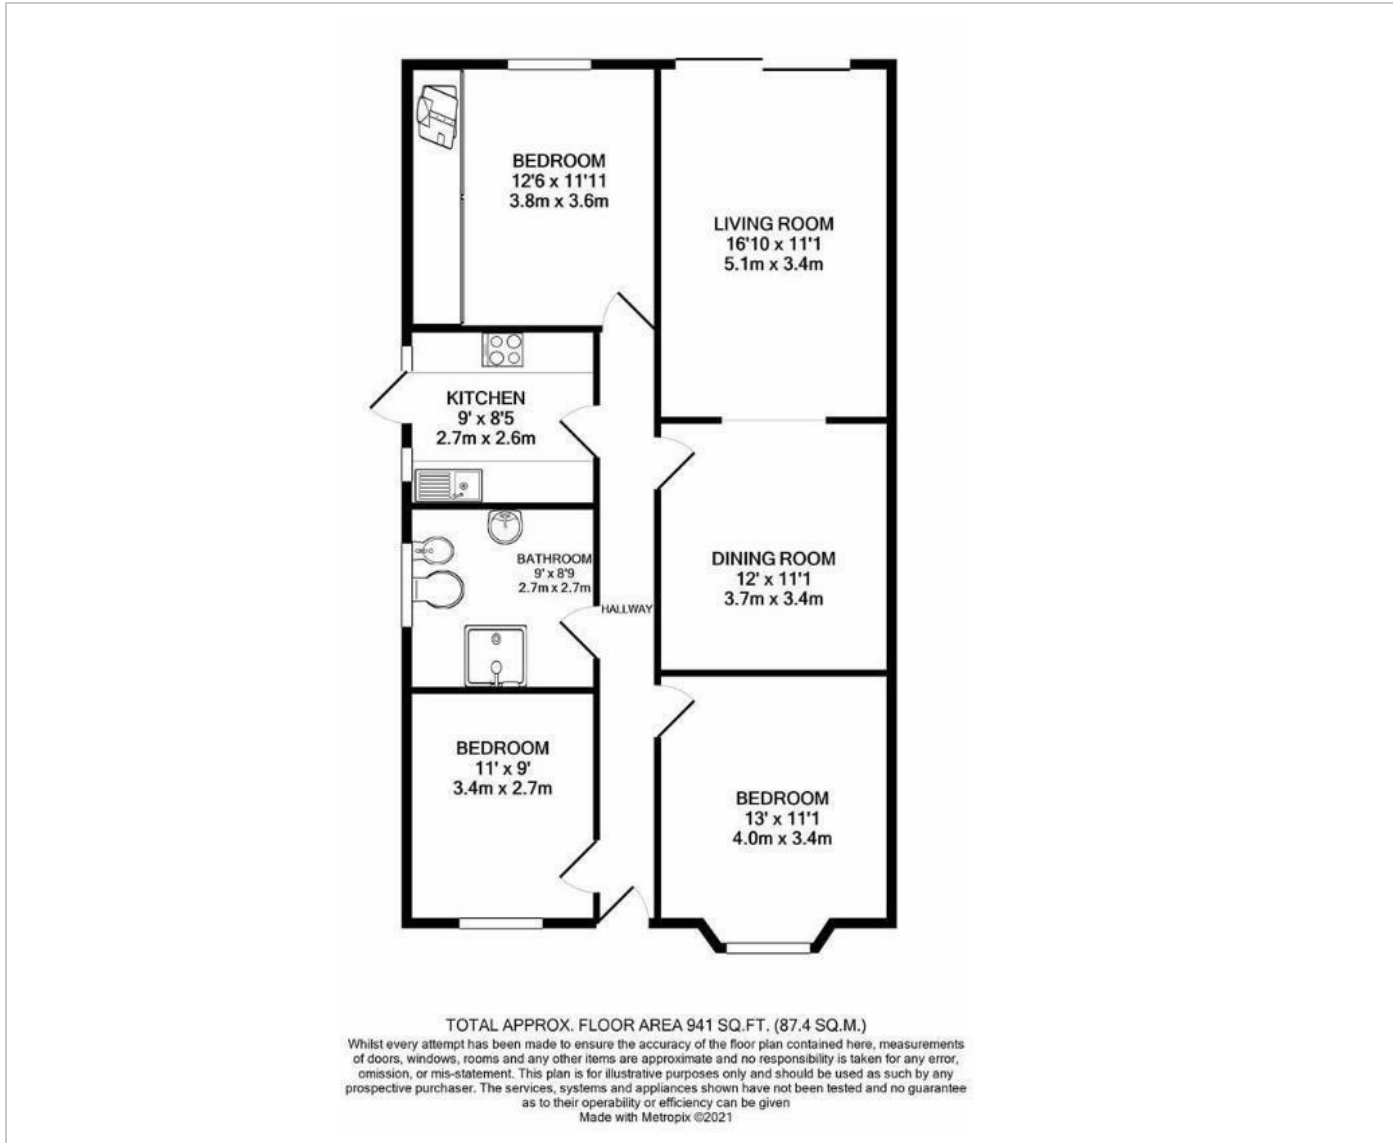 BEDROOM
12'6 x 11'11
3.8m x 3.6m
LIVING ROOM
16'10 x 11'1
5.1m x 3.4m
KITCHEN
9' x 8'5
2.7m x 2.6m
BATHROOM
9' x 8'9
2.7m x 2.7m
DINING ROOM
12' x 11'1
3.7m x 3.4m
HALLWAY
BEDROOM
11' x 9'
3.4m x 2.7m
BEDROOM
13' x 11'1
4.0m x 3.4m
TOTAL APPROX. FLOOR AREA 941 SQ.FT. (87.4 SQ.M.)
Whilst every attempt has been made to ensure the accuracy of the floor plan contained here, measurements
of doors, windows, rooms and any other items are approximate and no responsibility is taken for any error,
omission, or mis-statement. This plan is for illustrative purposes only and should be used as such by any
prospective purchaser. The services, systems and appliances shown have not been tested and no guarantee
as to their operability or efficiency can be given
Made with Metropix ©2021